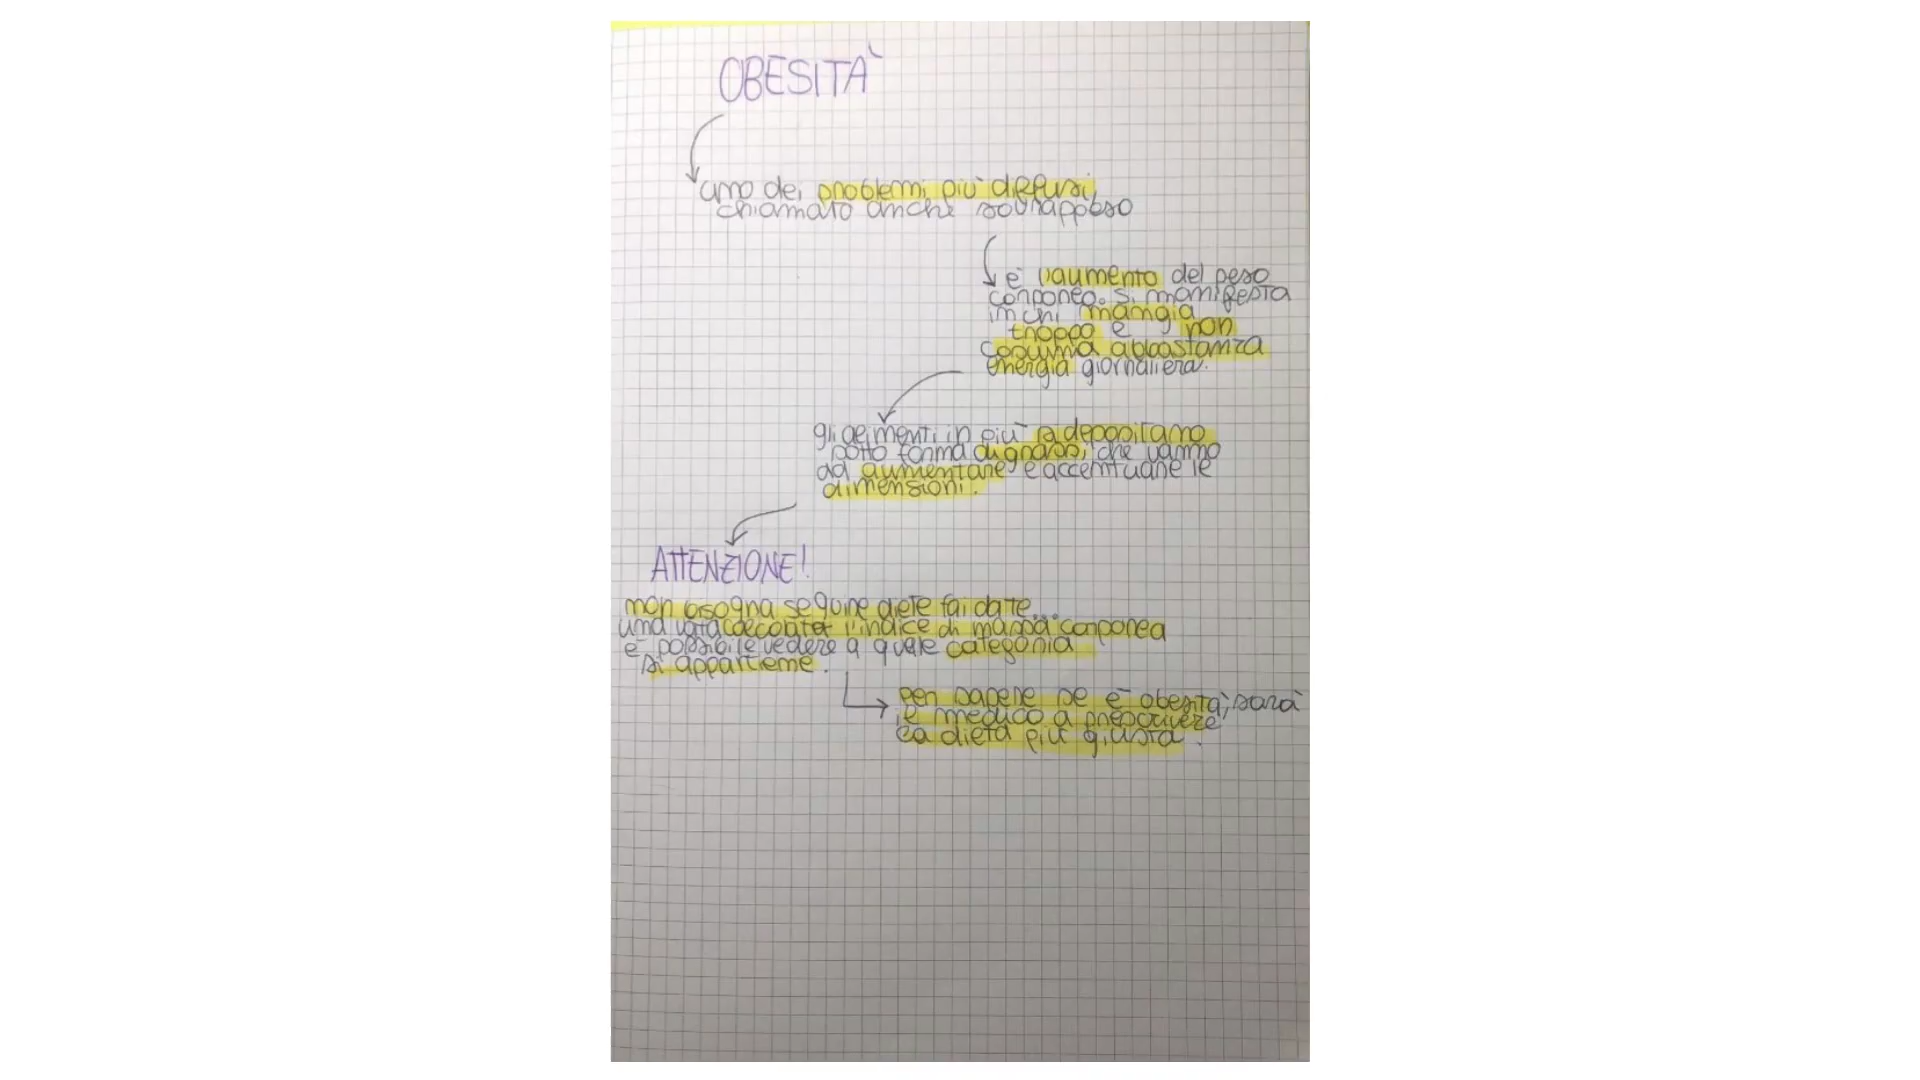 OBESITÀ
uno dei problemi più diffusi,
chiamato anche sovrappeso
è l'aumento del peso
corporeo. Si manifesta
in chi mangia
troppo e non
consuma abbastanza
energia giornaliera.
gli alimenti in più si depositano
sotto forma di grassi, che vanno
ad aumentare e accentuare le
dimensioni.
ATTENZIONE!
non bisogna seguire diete fai da te...
una volta l'indice di massa corporea
è possibile vedere a quale categoria
si appartiene.
per sapere se è obesità, sarà
il medico a prescrivere
la dieta più giusta.